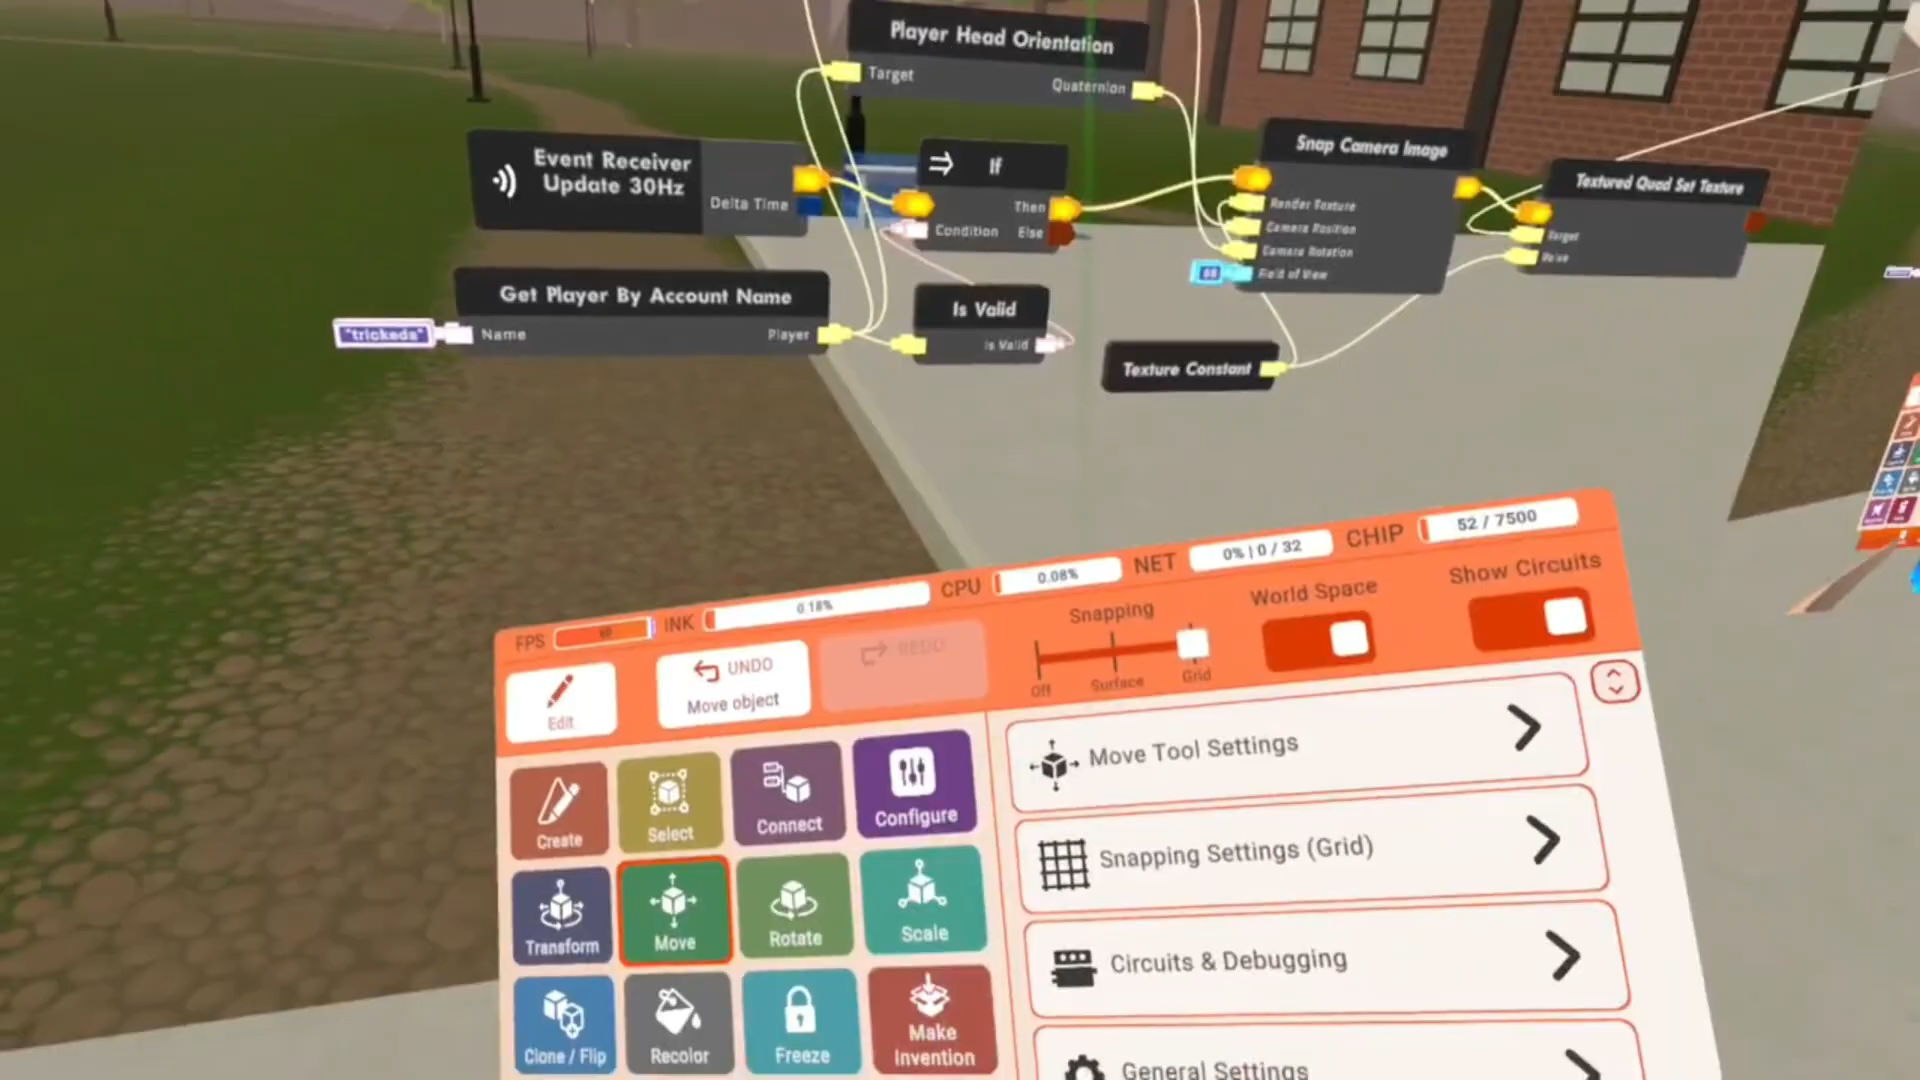 Player Head Orientation
Target
Quaternion
Event Receiver
Update 30Hz
Delta Time
If
Then
Condition
Else
Snap Camera Image
Render Texture
Camera Position
Camera Rotation
Field of View
Textured Quad Set Texture
Target
Get Player By Account Name
"trickeds"
Name
Player
Is Valid
Is Valid
Texture Constant
FPS
60
INK
0.18%
CPU
0.08%
NET
0% | 0 / 32
CHIP
52 / 7500
Edit
UNDO
Move object
REDO
Snapping
Off
Surface
Grid
World Space
Show Circuits
Create
Select
Connect
Configure
Transform
Move
Rotate
Scale
Clone / Flip
Recolor
Freeze
Make
Invention
Move Tool Settings
Snapping Settings (Grid)
Circuits & Debugging
General Settings